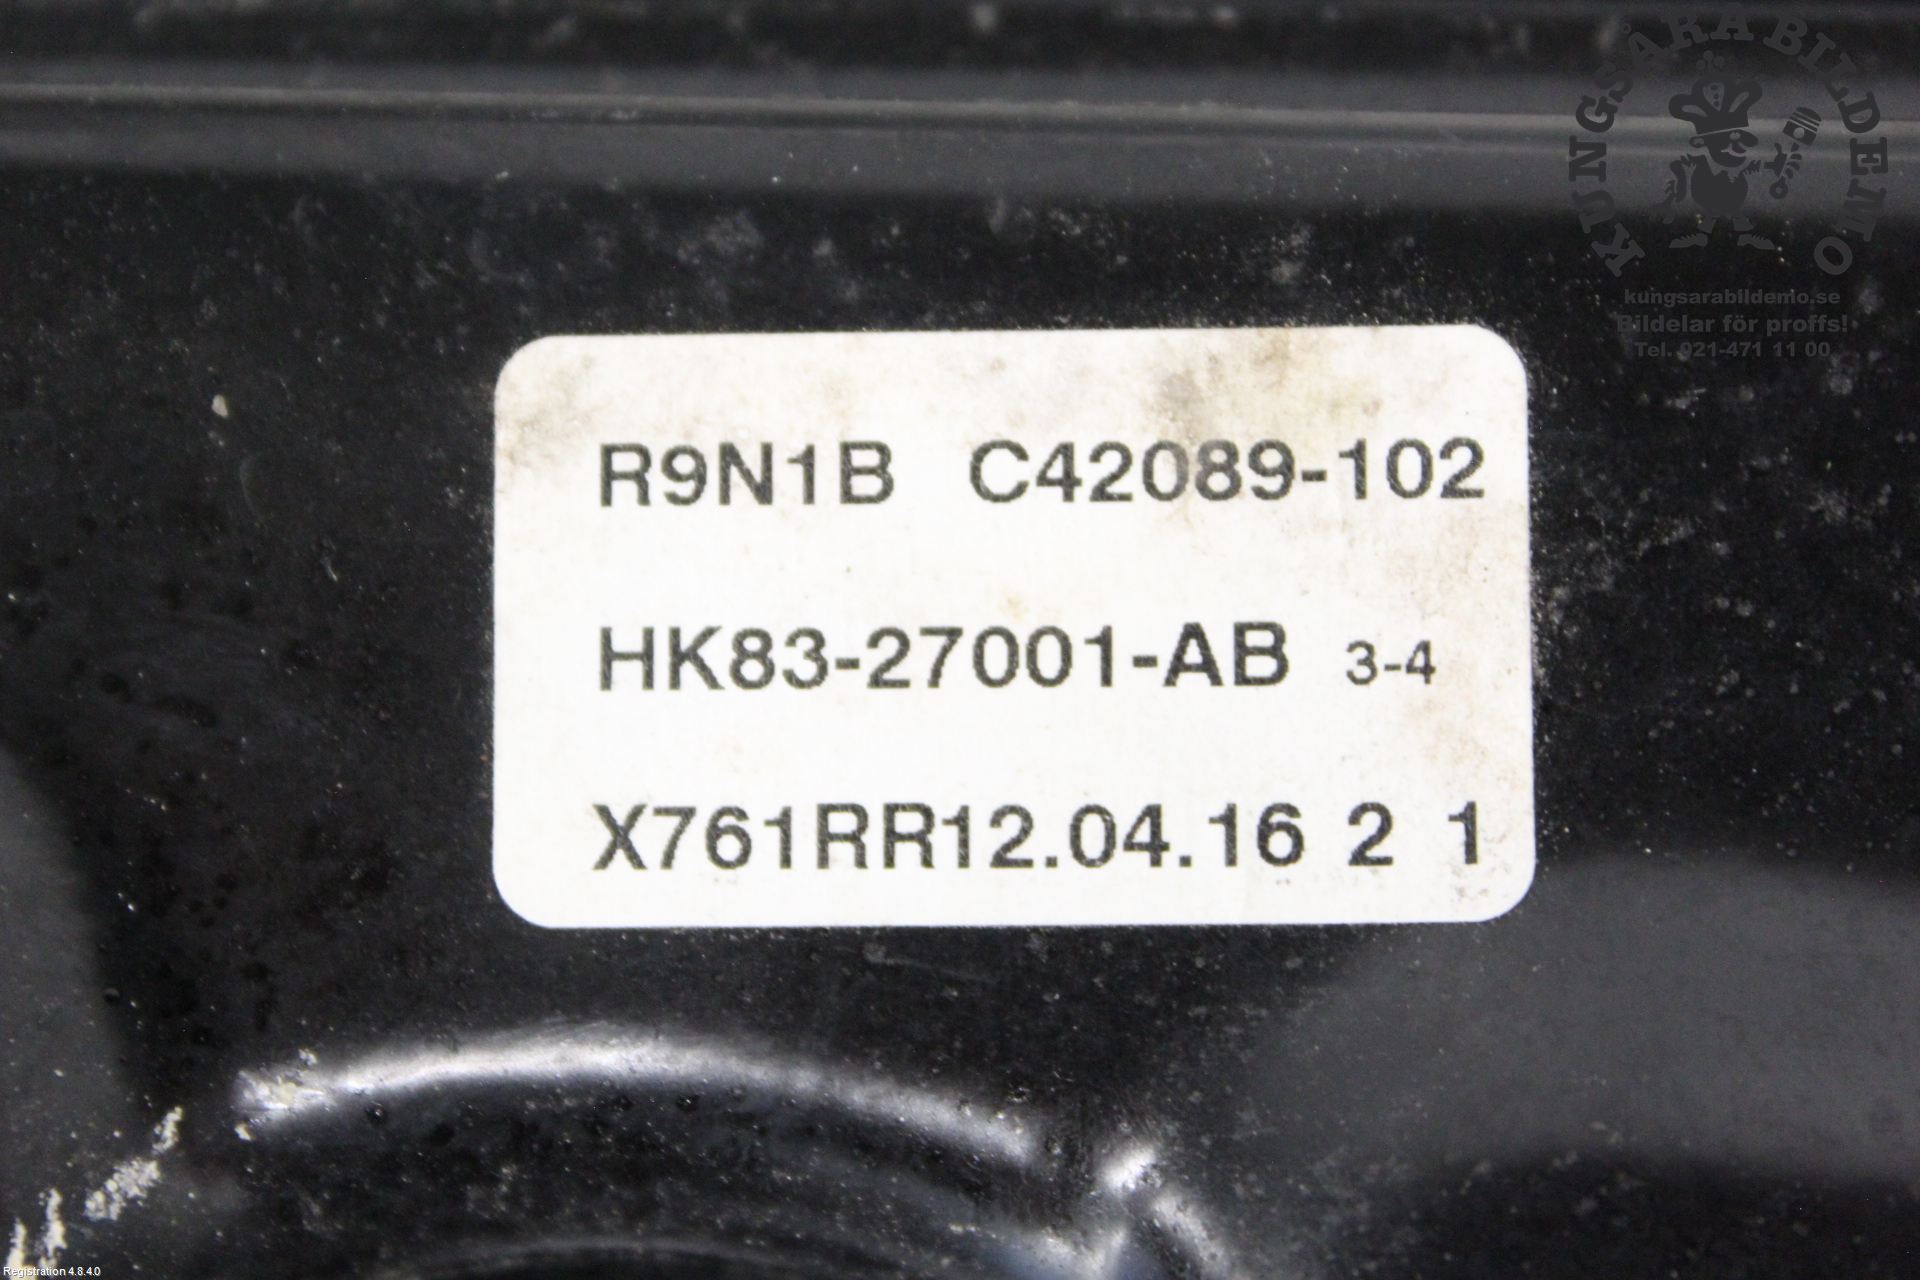 KUNGSÅRA BILDEMO
kungsarabildemo.se
Bildelar för proffs!
Tel. 021-471 11 00
R9N1B C42089-102
HK83-27001-AB 3-4
X761RR12.04.16 2 1
Registration 4.8.4.0